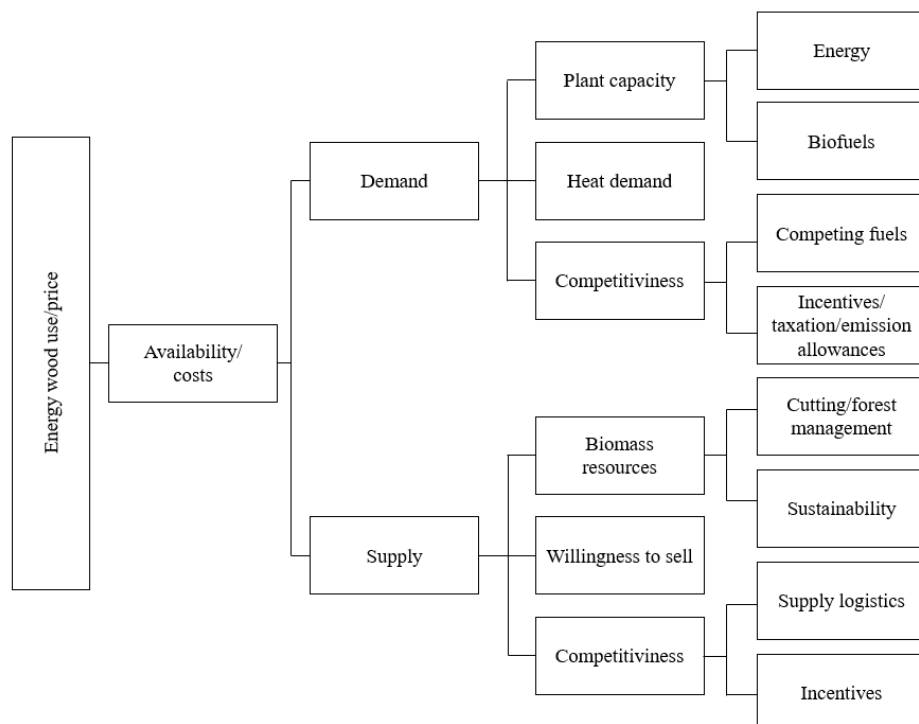 Energy wood use/price
Availability/
costs
Demand
Plant capacity
Energy
Biofuels
Heat demand
Competitiviness
Competing fuels
Incentives/
taxation/emission
allowances
Supply
Biomass
resources
Cutting/forest
management
Sustainability
Willingness to sell
Competitiviness
Supply logistics
Incentives